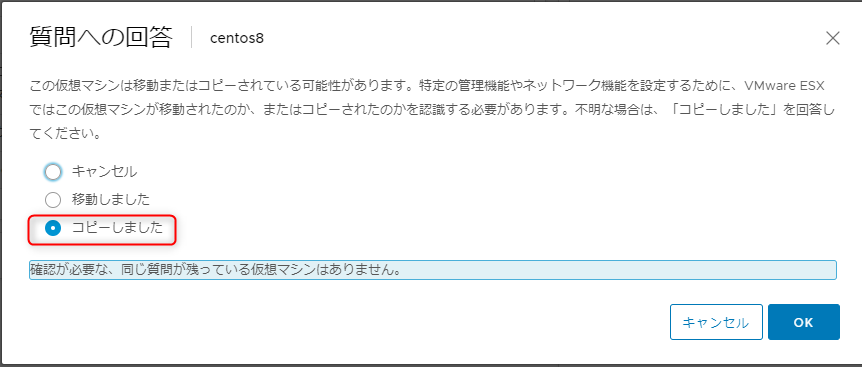 質問への回答 centos8
この仮想マシンは移動またはコピーされている可能性があります。特定の管理機能やネットワーク機能を設定するために、VMware ESX
ではこの仮想マシンが移動されたのか、またはコピーされたのかを認識する必要があります。不明な場合は、「コピーしました」を回答し
てください。
キャンセル
移動しました
コピーしました
確認が必要な、同じ質問が残っている仮想マシンはありません。
キャンセル OK